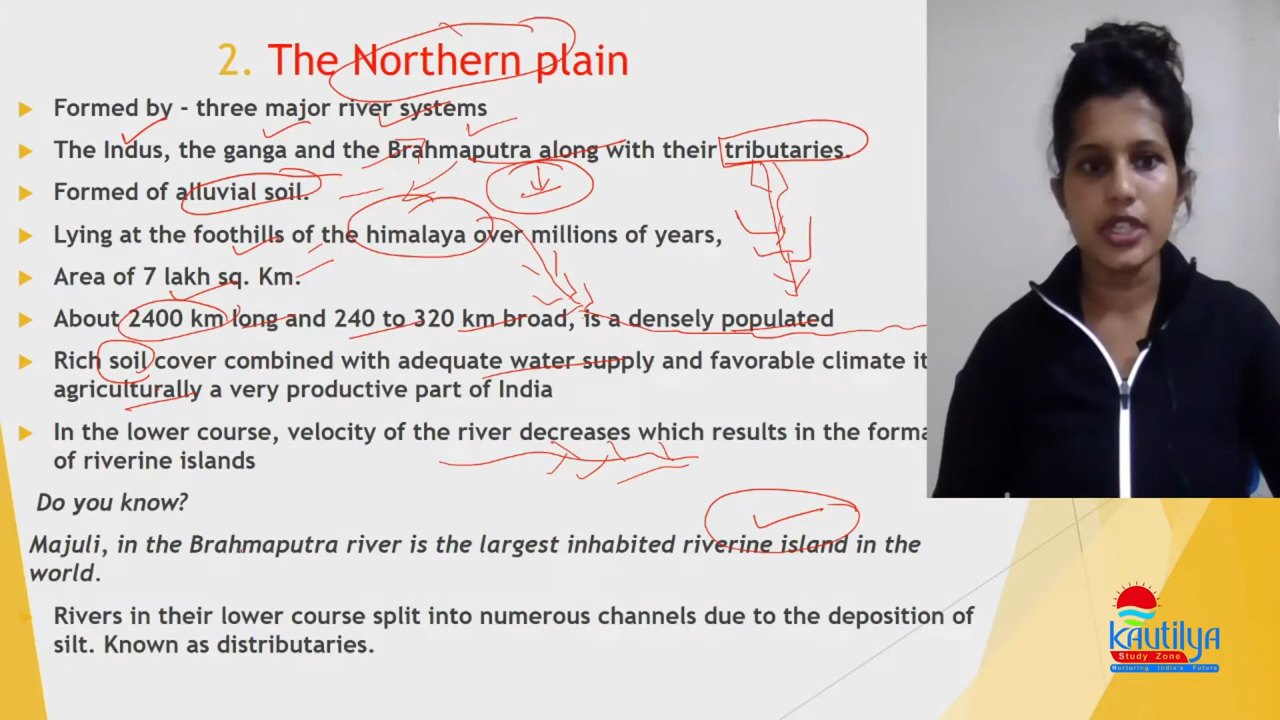 2. The Northern plain
Formed by - three major river systems
The Indus, the ganga and the Brahmaputra along with their tributaries.
Formed of alluvial soil.
Lying at the foothills of the himalaya over millions of years,
Area of 7 lakh sq. Km.
About 2400 km long and 240 to 320 km broad, is a densely populated
Rich soil cover combined with adequate water supply and favorable climate it
agriculturally a very productive part of India
In the lower course, velocity of the river decreases which results in the forma
of riverine islands
Do you know?
Majuli, in the Brahmaputra river is the largest inhabited riverine island in the
world.
Rivers in their lower course split into numerous channels due to the deposition of
silt. Known as distributaries.
Kautilya
Study Zone
Nurturing India's Future